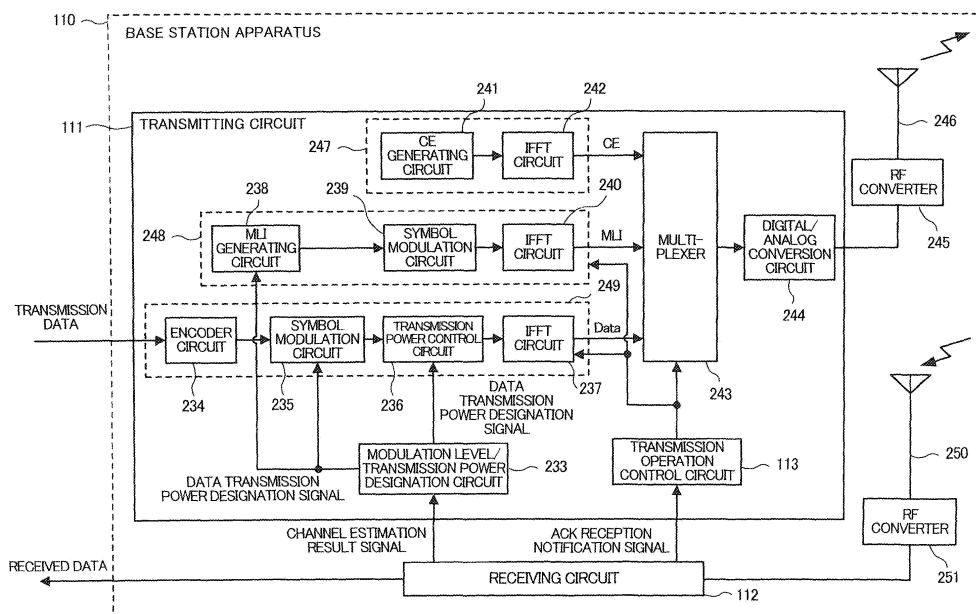 110
BASE STATION APPARATUS
111
TRANSMITTING CIRCUIT
241
242
247
CE
GENERATING
CIRCUIT
IFFT
CIRCUIT
CE
246
RF
CONVERTER
245
238
239
240
248
MLI
GENERATING
CIRCUIT
SYMBOL
MODULATION
CIRCUIT
IFFT
CIRCUIT
MLI
MULTI-
PLEXER
DIGITAL/
ANALOG
CONVERSION
CIRCUIT
244
249
TRANSMISSION
DATA
ENCODER
CIRCUIT
SYMBOL
MODULATION
CIRCUIT
TRANSMISSION
POWER CONTROL
CIRCUIT
IFFT
CIRCUIT
Data
234
235
236
237
243
DATA
TRANSMISSION
POWER DESIGNATION
SIGNAL
DATA TRANSMISSION
POWER DESIGNATION SIGNAL
MODULATION LEVEL/
TRANSMISSION POWER
DESIGNATION CIRCUIT
233
TRANSMISSION
OPERATION
CONTROL CIRCUIT
113
250
RF
CONVERTER
251
CHANNEL ESTIMATION
RESULT SIGNAL
ACK RECEPTION
NOTIFICATION SIGNAL
RECEIVED DATA
RECEIVING CIRCUIT
112